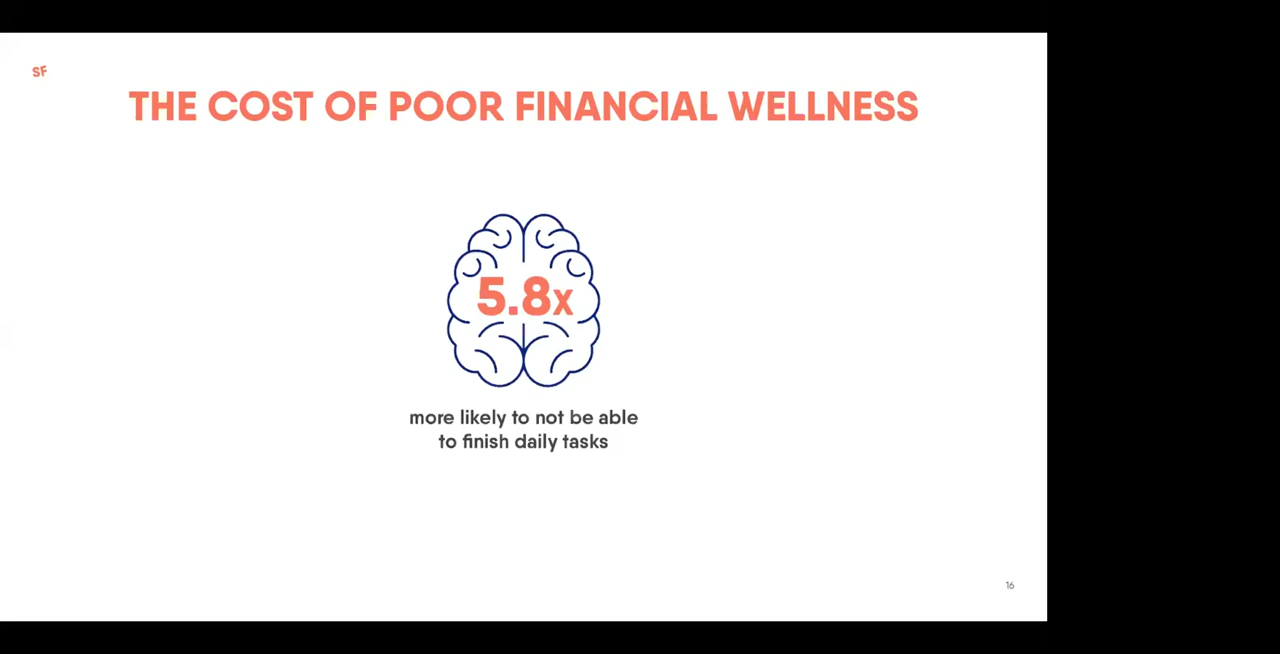 SF
THE COST OF POOR FINANCIAL WELLNESS
5.8x
more likely to not be able
to finish daily tasks
16